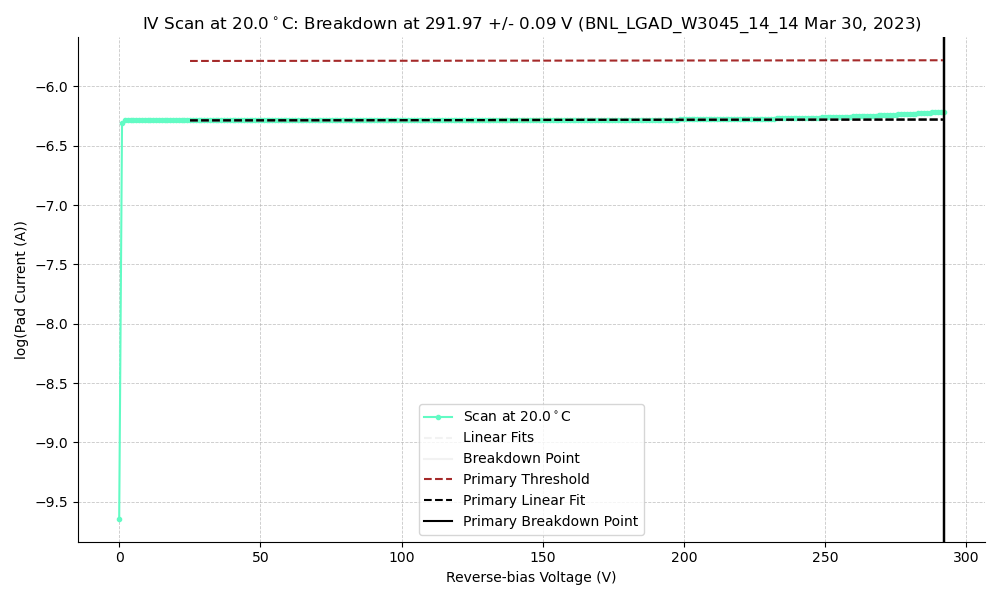 IV Scan at 20.0°C: Breakdown at 291.97 +/- 0.09 V (BNL_LGAD_W3045_14_14 Mar 30, 2023)
log(Pad Current (A))
−6.0
−6.5
−7.0
−7.5
−8.0
−8.5
−9.0
−9.5
Scan at 20.0°C
Linear Fits
Breakdown Point
Primary Threshold
Primary Linear Fit
Primary Breakdown Point
0 50 100 150 200 250 300
Reverse-bias Voltage (V)